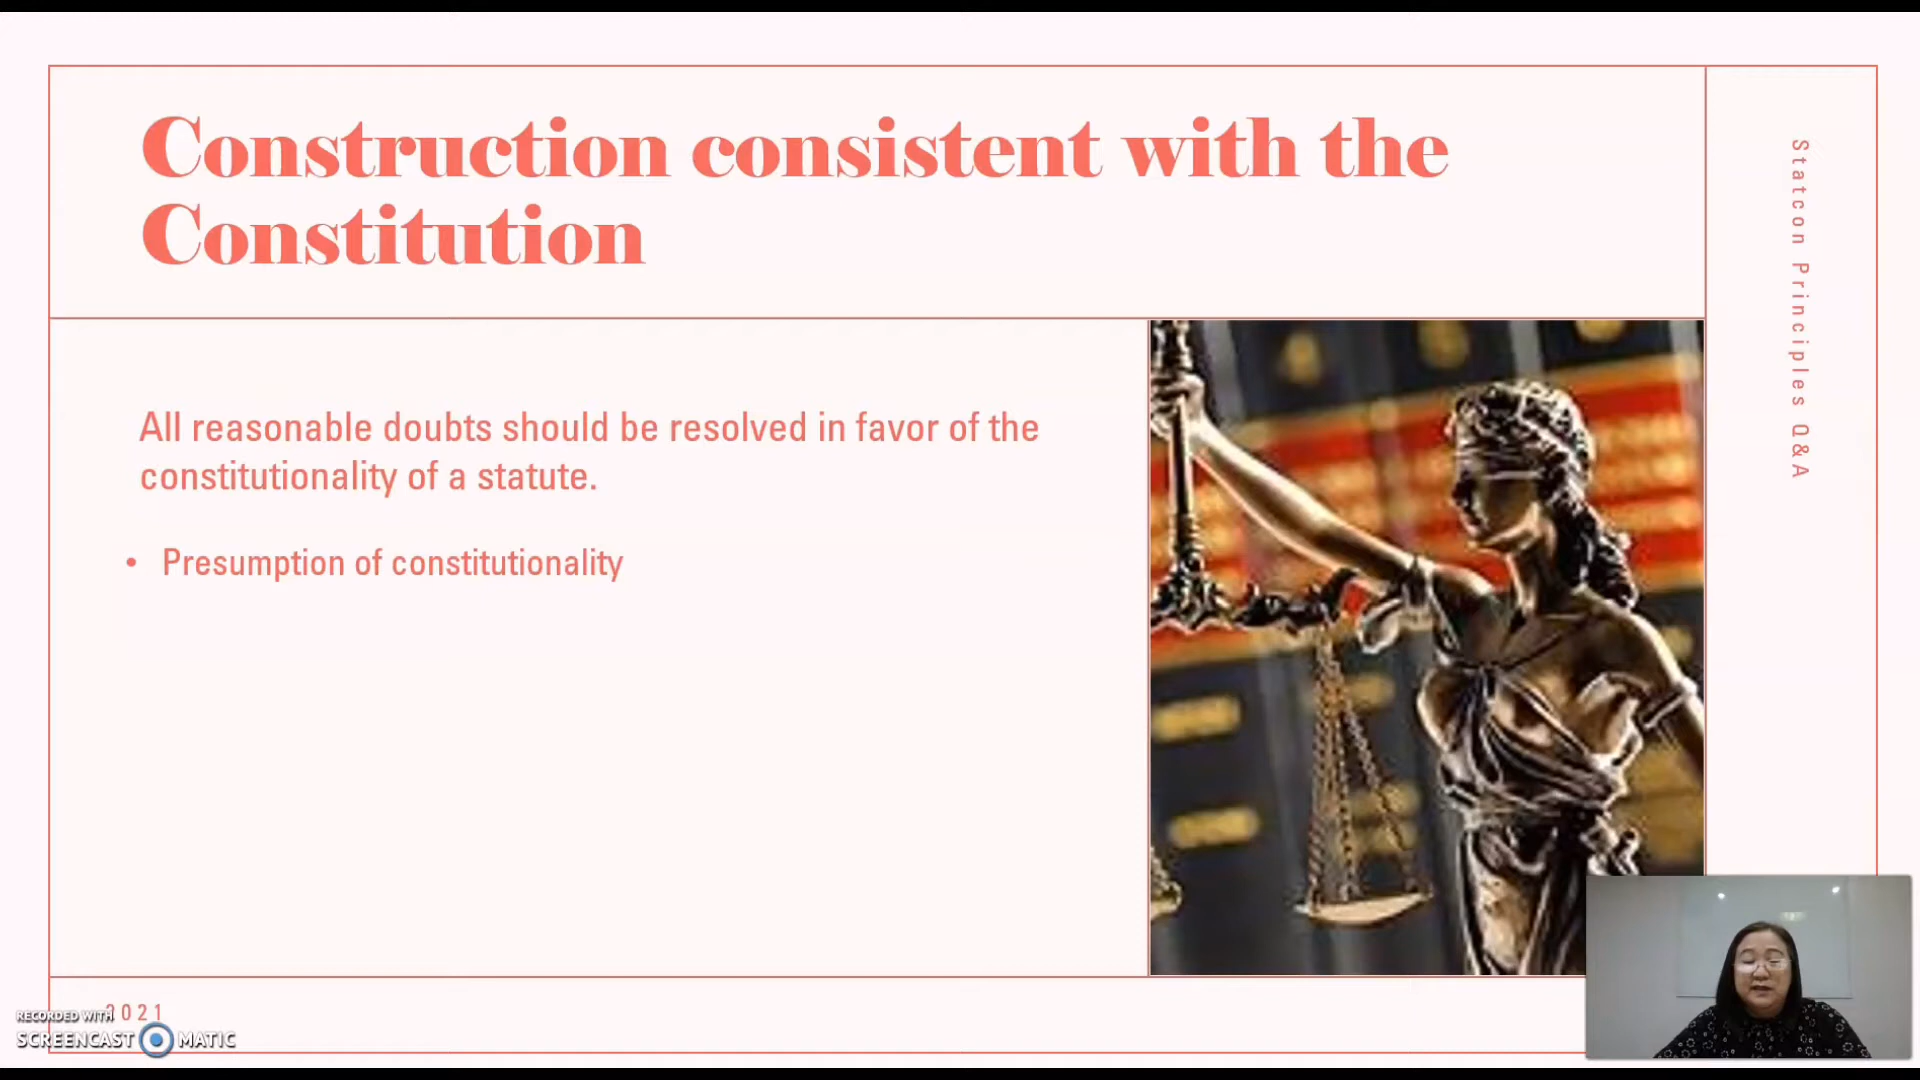 Construction consistent with the
Constitution
Statcon Principles Q&A
All reasonable doubts should be resolved in favor of the
constitutionality of a statute.
• Presumption of constitutionality
2021
RECORDED WITH
SCREENCAST MATIC